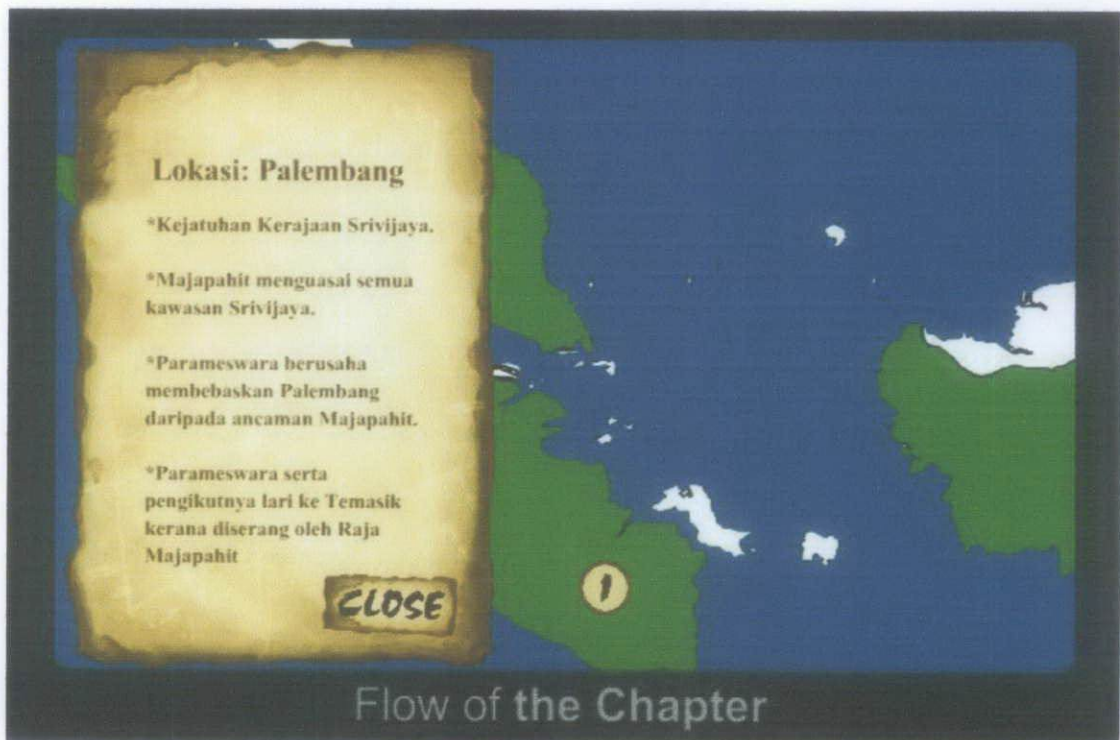 Lokasi: Palembang
*Kejatuhan Kerajaan Srivijaya.
*Majapahit menguasai semua
kawasan Srivijaya.
*Parameswara berusaha
membebaskan Palembang
daripada ancaman Majapahit.
*Parameswara serta
pengikutnya lari ke Temasik
kerana diserang oleh Raja
Majapahit
CLOSE
1
Flow of the Chapter